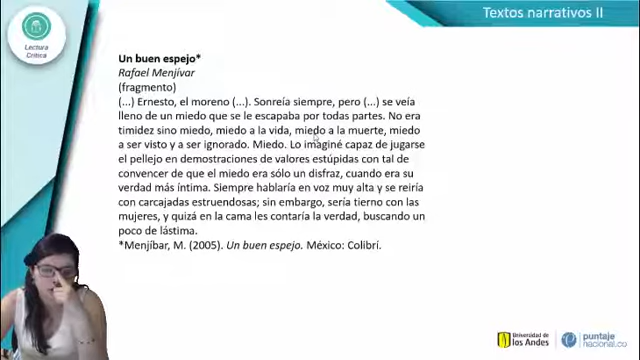 Textos narrativos II
Lectura
Crítica
Un buen espejo*
Rafael Menjívar
(fragmento)
(...) Ernesto, el moreno (...). Sonreía siempre, pero (...) se veía
lleno de un miedo que se le escapaba por todas partes. No era
timidez sino miedo, miedo a la vida, miedo a la muerte, miedo
a ser visto y a ser ignorado. Miedo. Lo imaginé capaz de jugarse
el pellejo en demostraciones de valores estúpidas con tal de
convencer de que el miedo era sólo un disfraz, cuando era su
verdad más íntima. Siempre hablaría en voz muy alta y se reiría
con carcajadas estruendosas; sin embargo, sería tierno con las
mujeres, y quizá en la cama les contaría la verdad, buscando un
poco de lástima.
*Menjíbar, M. (2005). Un buen espejo. México: Colibrí.
Universidad de
los Andes
puntaje
nacional.co